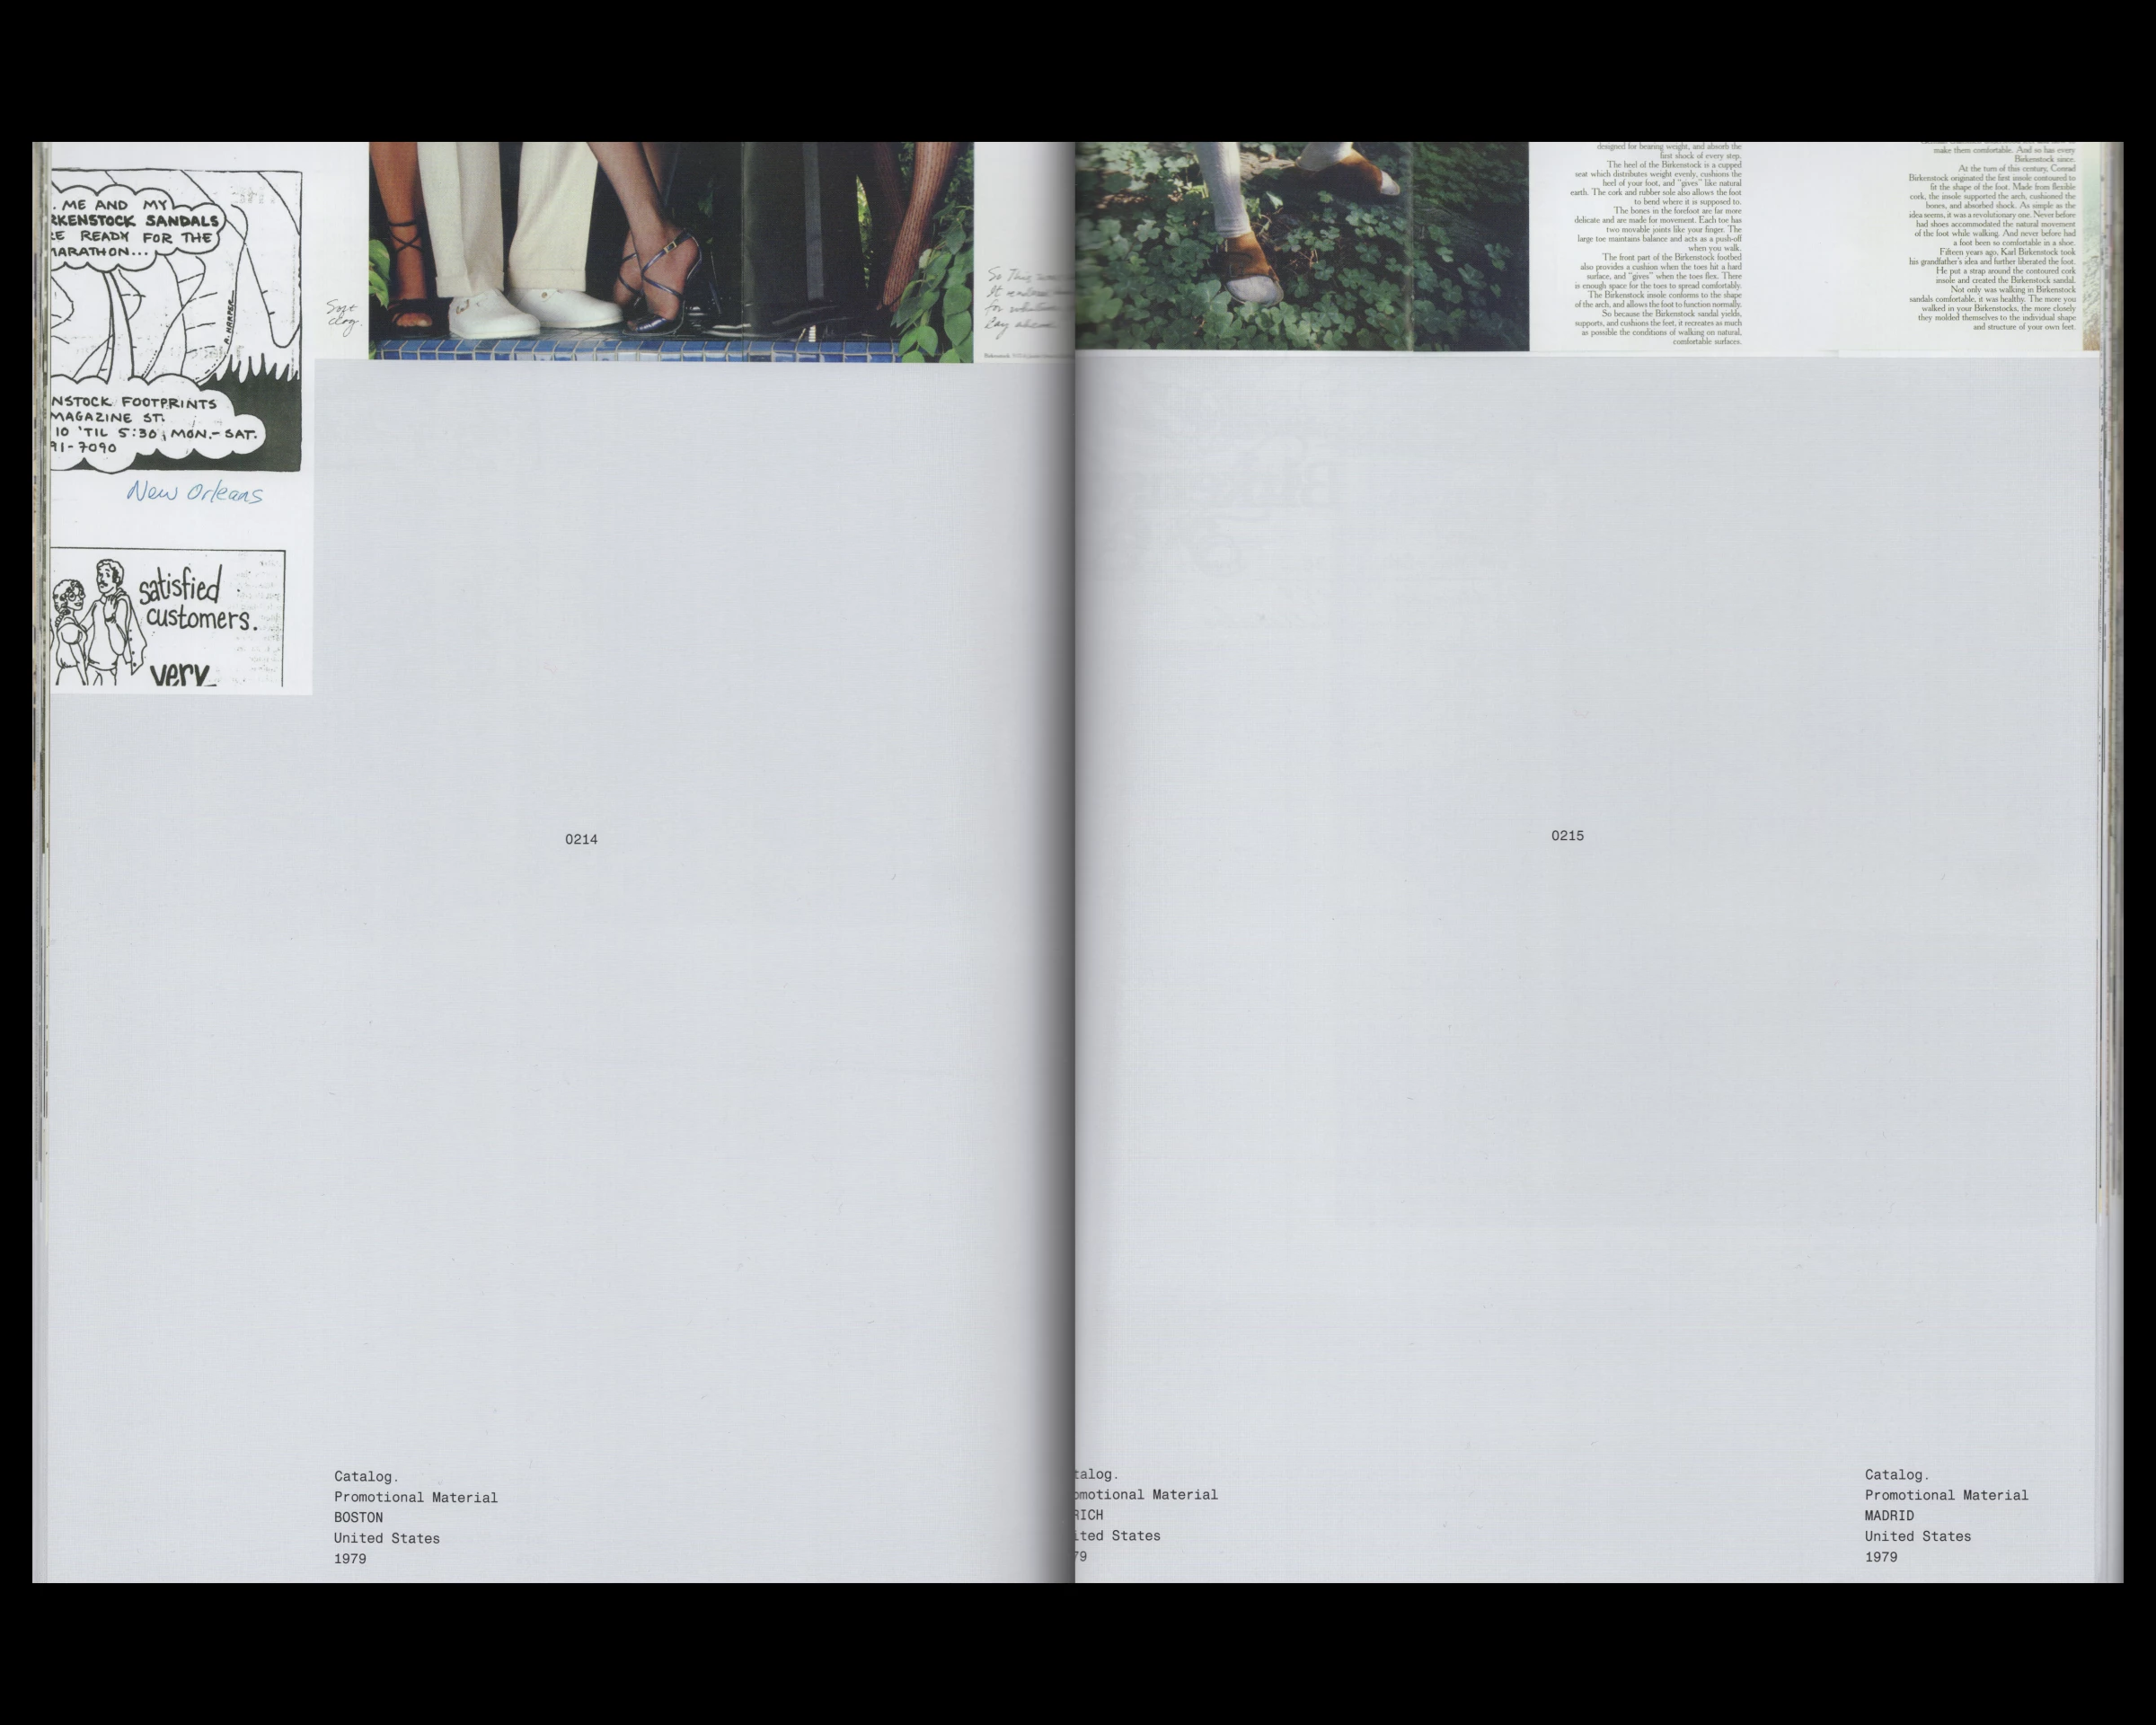 . ME AND MY
RKENSTOCK SANDALS
E READY FOR THE
MARATHON...
A. HARPER
NSTOCK FOOTPRINTS
MAGAZINE ST.
10 'TIL 5:30, MON.- SAT.
91-7090
New Orleans
satisfied
customers.
very
So This
It
for
Lay
0214
Catalog.
Promotional Material
BOSTON
United States
1979
designed for bearing weight, and absorb the
first shock of every step.
The heel of the Birkenstock is a cupped
seat which distributes weight evenly, cushions the
heel of your foot, and "gives" like natural
earth. The cork and rubber sole also allows the foot
to bend where it is supposed to.
The bones in the forefoot are far more
delicate and are made for movement. Each toe has
two movable joints like your finger. The
large toe maintains balance and acts as a push-off
when you walk.
The front part of the Birkenstock footbed
also provides a cushion when the toes hit a hard
surface, and "gives" when the toes flex. There
is enough space for the toes to spread comfortably.
The Birkenstock insole conforms to the shape
of the arch, and allows the foot to function normally.
So because the Birkenstock sandal yields,
supports, and cushions the feet, it recreates as much
as possible the conditions of walking on natural,
comfortable surfaces.
make them comfortable. And so has every
Birkenstock since.
At the turn of this century, Conrad
Birkenstock originated the first insole contoured to
fit the shape of the foot. Made from flexible
cork, the insole supported the arch, cushioned the
bones, and absorbed shock. As simple as the
idea seems, it was a revolutionary one. Never before
had shoes accommodated the natural movement
of the foot while walking. And never before had
a foot been so comfortable in a shoe.
Fifteen years ago, Karl Birkenstock took
his grandfather's idea and further liberated the foot.
He put a strap around the contoured cork
insole and created the Birkenstock sandal.
Not only was walking in Birkenstock
sandals comfortable, it was healthy. The more you
walked in your Birkenstocks, the more closely
they molded themselves to the individual shape
and structure of your own feet.
0215
talog.
omotional Material
RICH
ited States
79
Catalog.
Promotional Material
MADRID
United States
1979